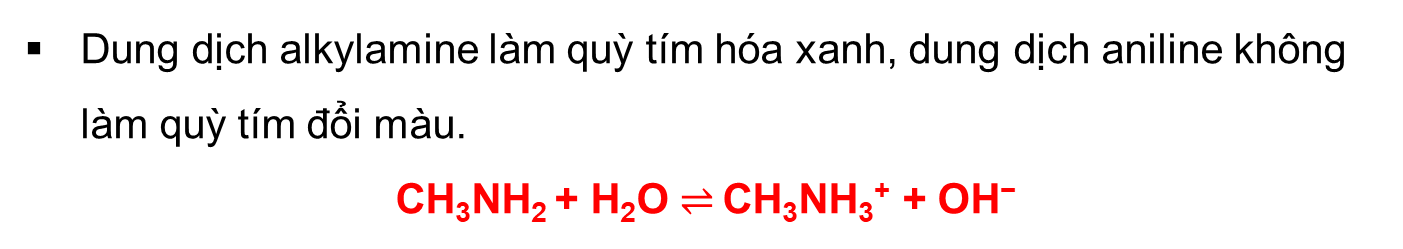 ▪ Dung dịch alkylamine làm quỳ tím hóa xanh, dung dịch aniline không
làm quỳ tím đổi màu.
CH₃NH₂ + H₂O ⇌ CH₃NH₃⁺ + OH⁻